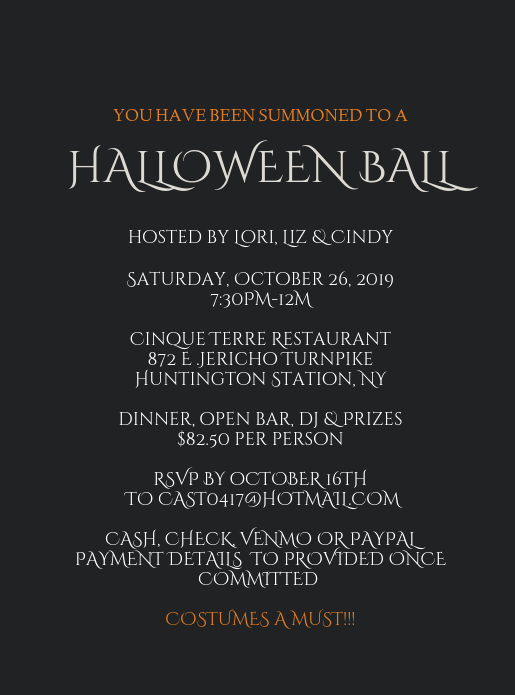 YOU HAVE BEEN SUMMONED TO A
HALLOWEEN BALL
HOSTED BY LORI, LIZ & CINDY
SATURDAY, OCTOBER 26, 2019
7:30PM-12M
CINQUE TERRE RESTAURANT
872 E .JERICHO TURNPIKE
HUNTINGTON STATION, NY
DINNER, OPEN BAR, DJ & PRIZES
$82.50 PER PERSON
RSVP BY OCTOBER 16TH
TO CAST0417@HOTMAIL.COM
CASH, CHECK, VENMO OR PAYPAL
PAYMENT DETAILS TO PROVIDED ONCE
COMMITTED
COSTUMES A MUST!!!